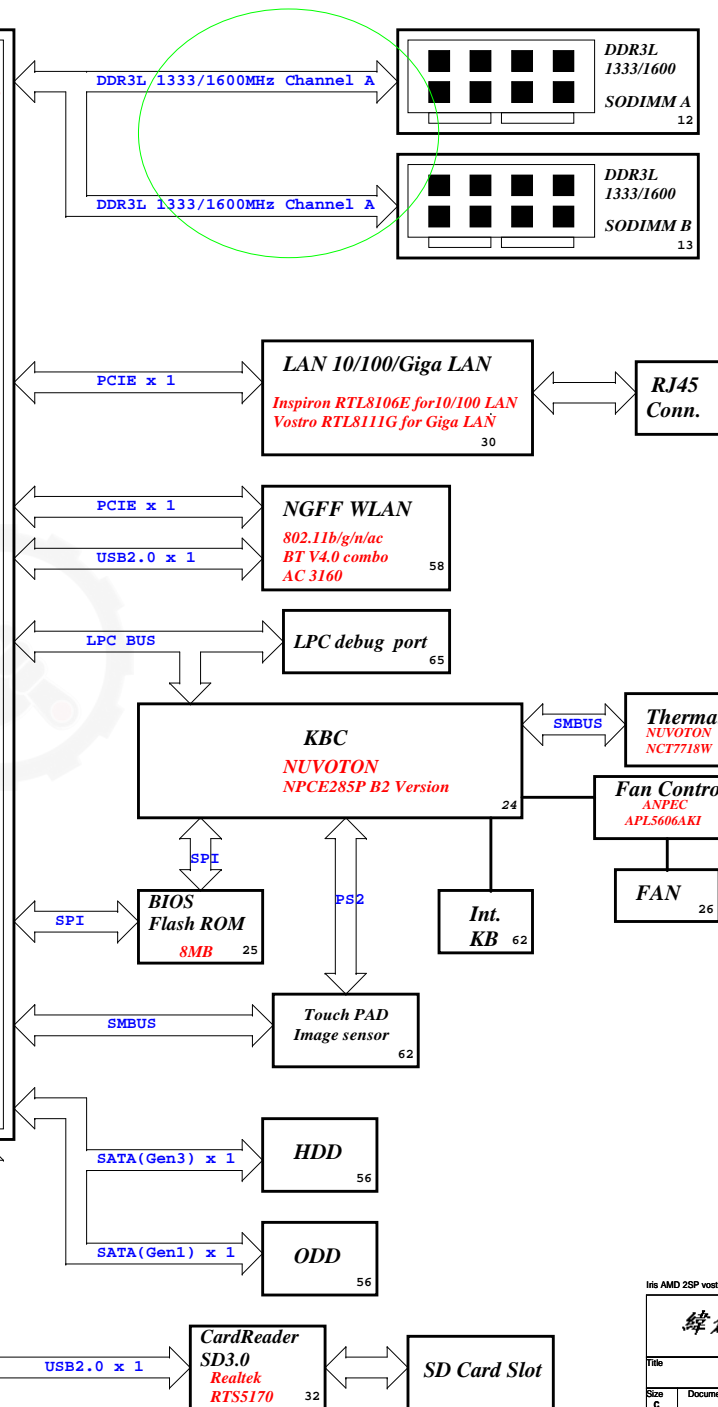 DDR3L 1333/1600MHz Channel A
DDR3L
1333/1600
SODIMM A
12
DDR3L 1333/1600MHz Channel A
DDR3L
1333/1600
SODIMM B
13
PCIE x 1
LAN 10/100/Giga LAN
Inspiron RTL8106E for10/100 LAN
Vostro RTL8111G for Giga LAN
30
RJ45
Conn.
PCIE x 1
USB2.0 x 1
NGFF WLAN
802.11b/g/n/ac
BT V4.0 combo
AC 3160
58
LPC BUS
LPC debug port
65
KBC
NUVOTON
NPCE285P B2 Version
24
SMBUS
Therma
NUVOTON
NCT7718W
Fan Contro
ANPEC
APL5606AKI
FAN
26
SPI
PS2
SPI
BIOS
Flash ROM
8MB
25
Int.
KB
62
SMBUS
Touch PAD
Image sensor
62
SATA(Gen3) x 1
HDD
56
SATA(Gen1) x 1
ODD
56
USB2.0 x 1
CardReader
SD3.0
Realtek
RTS5170
32
SD Card Slot
Iris AMD 2SP vost
緯
Title
Size
C
Docume